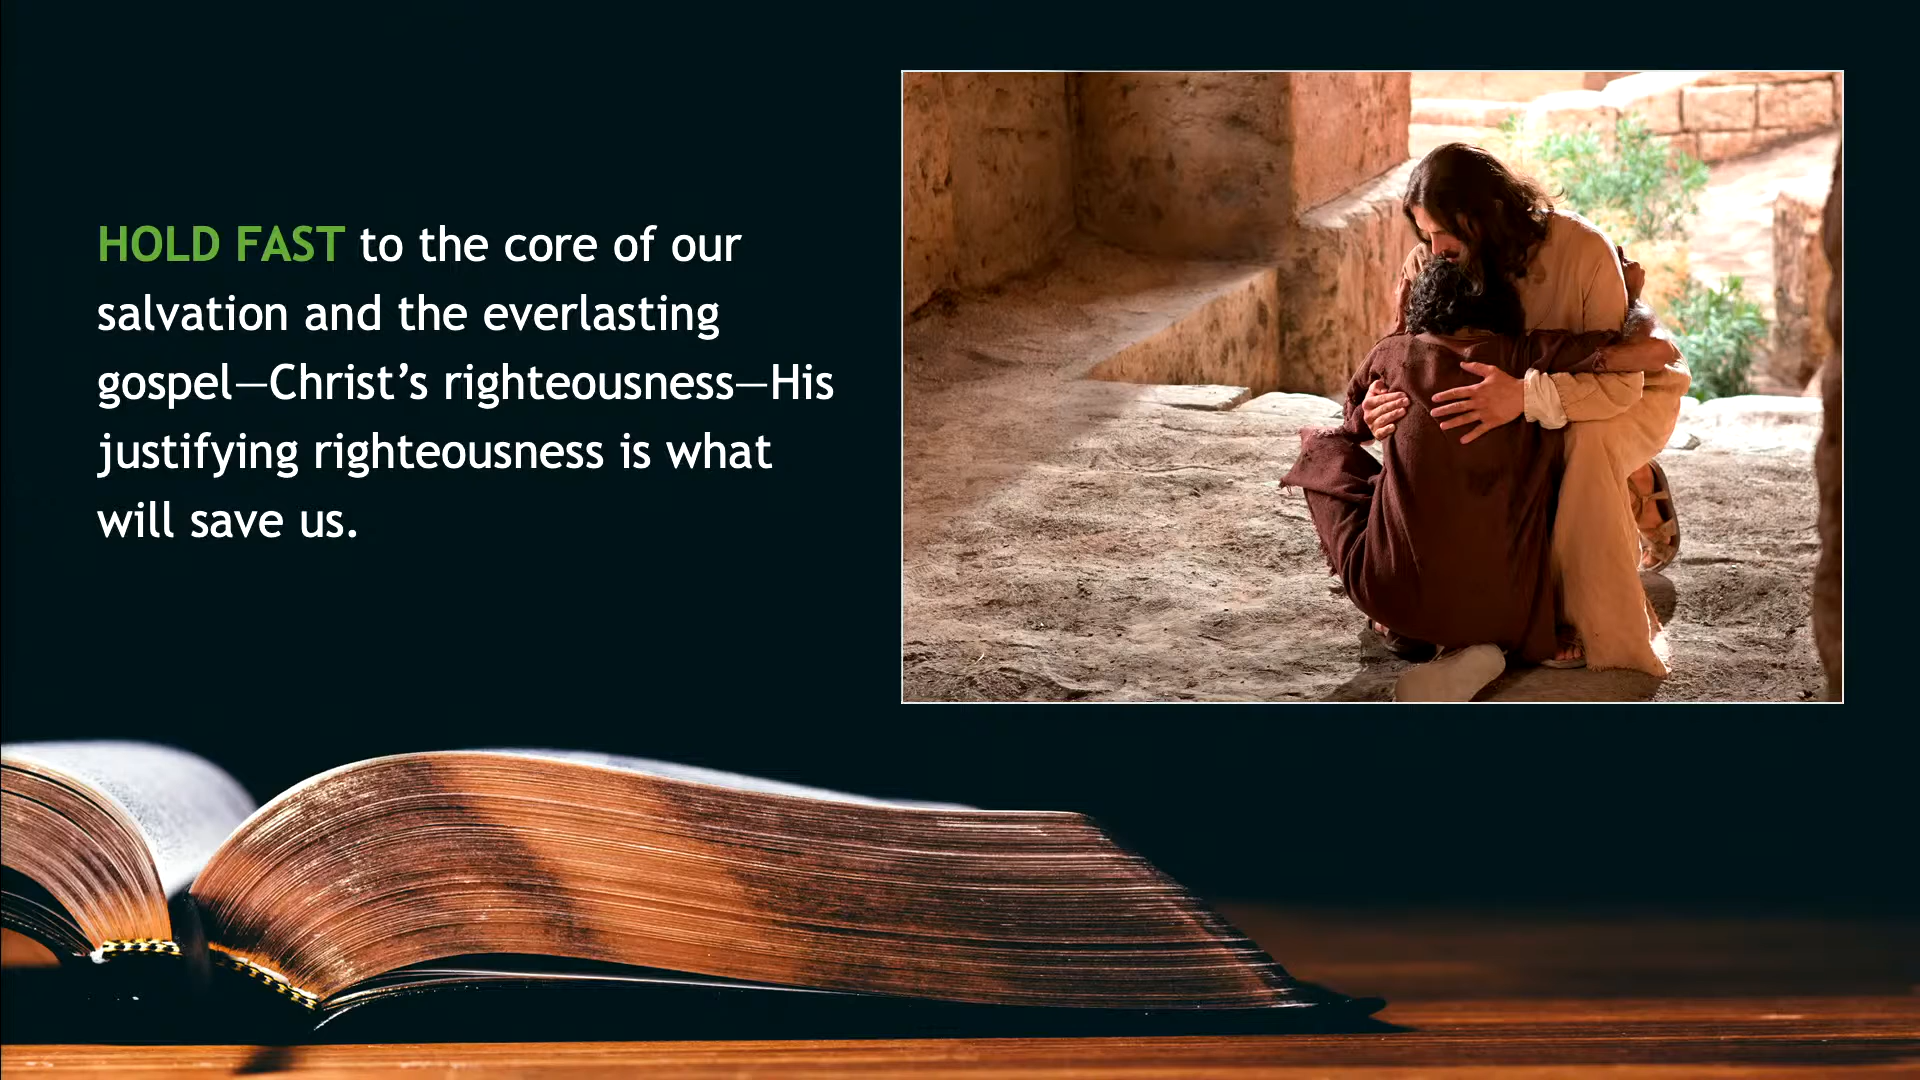 HOLD FAST to the core of our
salvation and the everlasting
gospel—Christ’s righteousness—His
justifying righteousness is what
will save us.